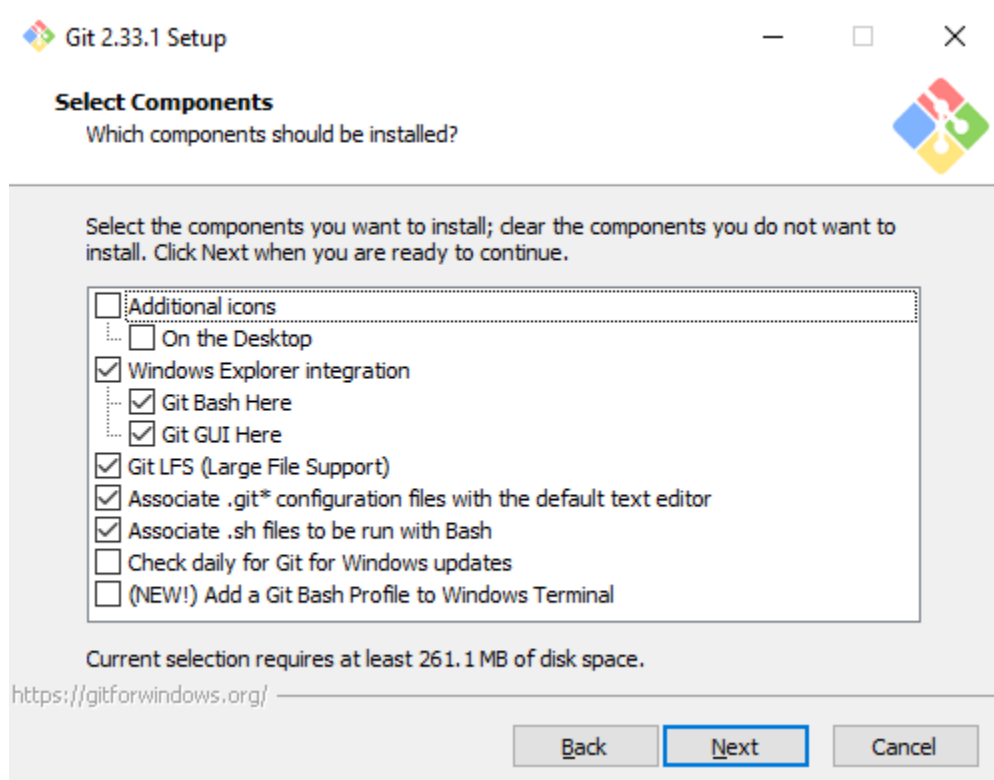 Git 2.33.1 Setup
Select Components
Which components should be installed?
Select the components you want to install; clear the components you do not want to
install. Click Next when you are ready to continue.
Additional icons
On the Desktop
Windows Explorer integration
Git Bash Here
Git GUI Here
Git LFS (Large File Support)
Associate .git* configuration files with the default text editor
Associate .sh files to be run with Bash
Check daily for Git for Windows updates
(NEW!) Add a Git Bash Profile to Windows Terminal
Current selection requires at least 261.1 MB of disk space.
https://gitforwindows.org/
Back Next Cancel